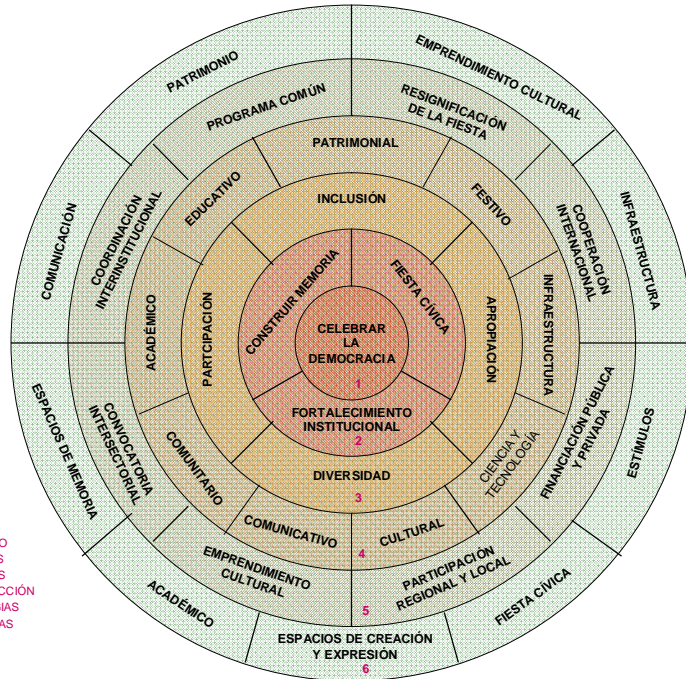 PATRIMONIO
EMPRENDIMIENTO CULTURAL
INFRAESTRUCTURA
ESTÍMULOS
FIESTA CÍVICA
ESPACIOS DE CREACIÓN
Y EXPRESIÓN
6
ACADÉMICO
ESPACIOS DE MEMORIA
COMUNICACIÓN
PROGRAMA COMÚN
RESIGNIFICACIÓN
DE LA FIESTA
COOPERACIÓN
INTERNACIONAL
FINANCIACIÓN PÚBLICA
Y PRIVADA
PARTICIPACIÓN
REGIONAL Y LOCAL
5
EMPRENDIMIENTO
CULTURAL
CONVOCATORIA
INTERSECTORIAL
COORDINACIÓN
INTERINSTITUCIONAL
PATRIMONIAL
FESTIVO
INFRAESTRUCTURA
CIENCIA Y
TECNOLOGÍA
CULTURAL
4
COMUNICATIVO
COMUNITARIO
ACADÉMICO
EDUCATIVO
INCLUSIÓN
APROPIACIÓN
DIVERSIDAD
3
PARTCIPACIÓN
CONSTRUIR MEMORIA
FIESTA CÍVICA
FORTALECIMIENTO
INSTITUCIONAL
2
CELEBRAR
LA
DEMOCRACIA
1